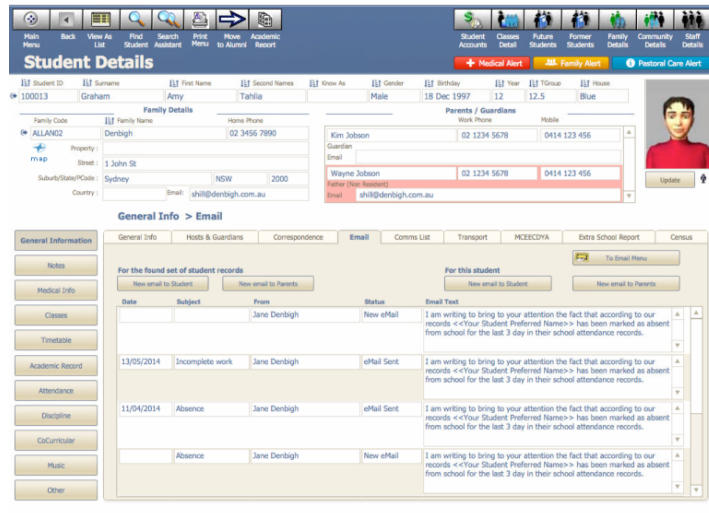 Main Menu
Back
View As List
Find Student
Search Assistant
Print Menu
Move to Alumni
Academic Report
Student Accounts
Classes Detail
Future Students
Former Students
Family Details
Community Details
Staff Details
Student Details
Medical Alert
Family Alert
Pastoral Care Alert
Student ID Surname First Name Second Names Know As Gender Birthday Year TGroup House
100013 Graham Amy Tahlia Male 18 Dec 1997 12 12.5 Blue
Family Details
Family Code Family Name Home Phone
ALLAN02 Denbigh 02 3456 7890
map
Property :
Street : 1 John St
Suburb/State/PCode : Sydney NSW 2000
Country : Email: shill@denbigh.com.au
Parents / Guardians
Work Phone Mobile
Kim Jobson 02 1234 5678 0414 123 456
Guardian
Email
Wayne Jobson 02 1234 5678 0414 123 456
Father (Non Resident)
Email shill@denbigh.com.au
Update
General Info > Email
General Information
Notes
Medical Info
Classes
Timetable
Academic Record
Attendance
Discipline
CoCurricular
Music
Other
General Info Hosts & Guardians Correspondence Email Comms List Transport MCEECDYA Extra School Report Census
To Email Menu
For the found set of student records
New email to Student New email to Parents
For this student
New email to Student New email to Parents
Date Subject From Status Email Text
Jane Denbigh New eMail I am writing to bring to your attention the fact that according to our
records <<Your Student Preferred Name>> has been marked as absent
from school for the last 3 day in their school attendance records.
13/05/2014 Incomplete work Jane Denbigh eMail Sent I am writing to bring to your attention the fact that according to our
records <<Your Student Preferred Name>> has been marked as absent
from school for the last 3 day in their school attendance records.
11/04/2014 Absence Jane Denbigh eMail Sent I am writing to bring to your attention the fact that according to our
records <<Your Student Preferred Name>> has been marked as absent
from school for the last 3 day in their school attendance records.
Absence Jane Denbigh New eMail I am writing to bring to your attention the fact that according to our
records <<Your Student Preferred Name>> has been marked as absent
from school for the last 3 day in their school attendance records.